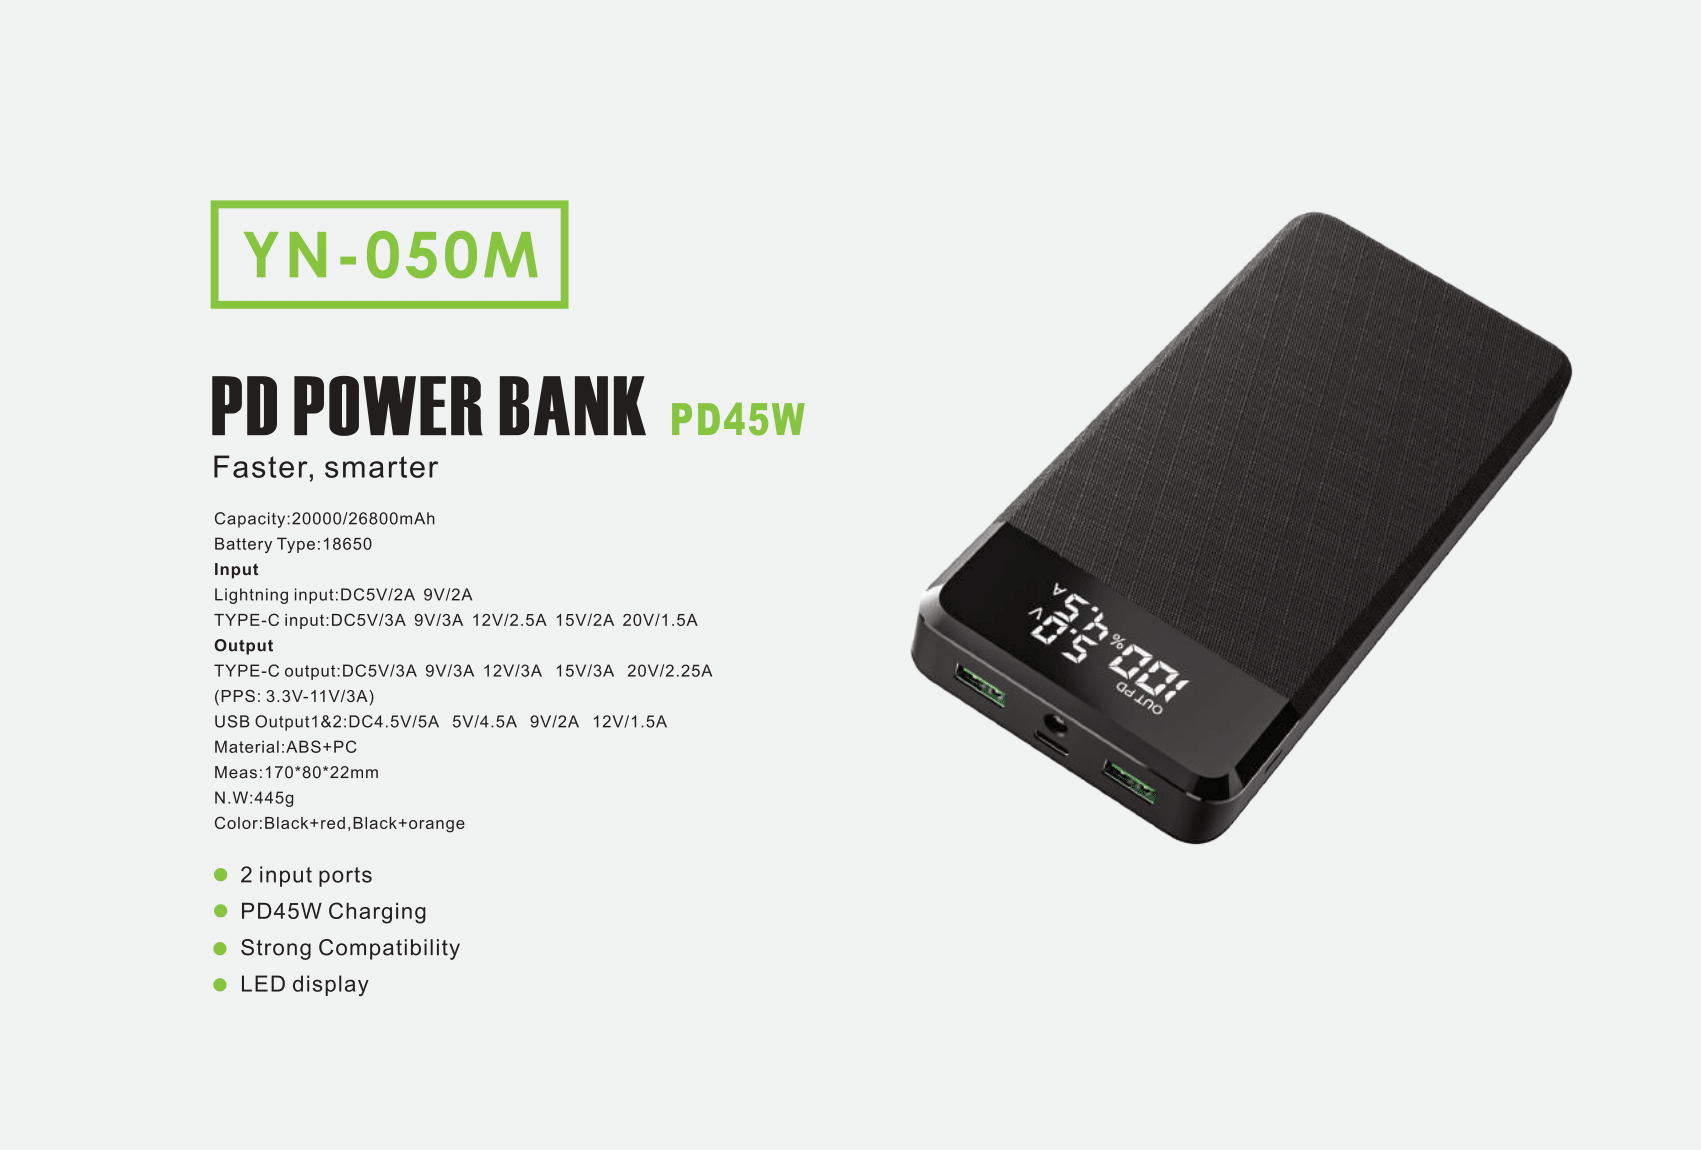 YN-050M
PD POWER BANK PD45W
Faster, smarter
Capacity:20000/26800mAh
Battery Type:18650
Input
Lightning input:DC5V/2A 9V/2A
TYPE-C input:DC5V/3A 9V/3A 12V/2.5A 15V/2A 20V/1.5A
Output
TYPE-C output:DC5V/3A 9V/3A 12V/3A 15V/3A 20V/2.25A
(PPS: 3.3V-11V/3A)
USB Output1&2:DC4.5V/5A 5V/4.5A 9V/2A 12V/1.5A
Material:ABS+PC
Meas:170*80*22mm
N.W:445g
Color:Black+red,Black+orange
2 input ports
PD45W Charging
Strong Compatibility
LED display
OUT PD
100%
5.0V
4.5A